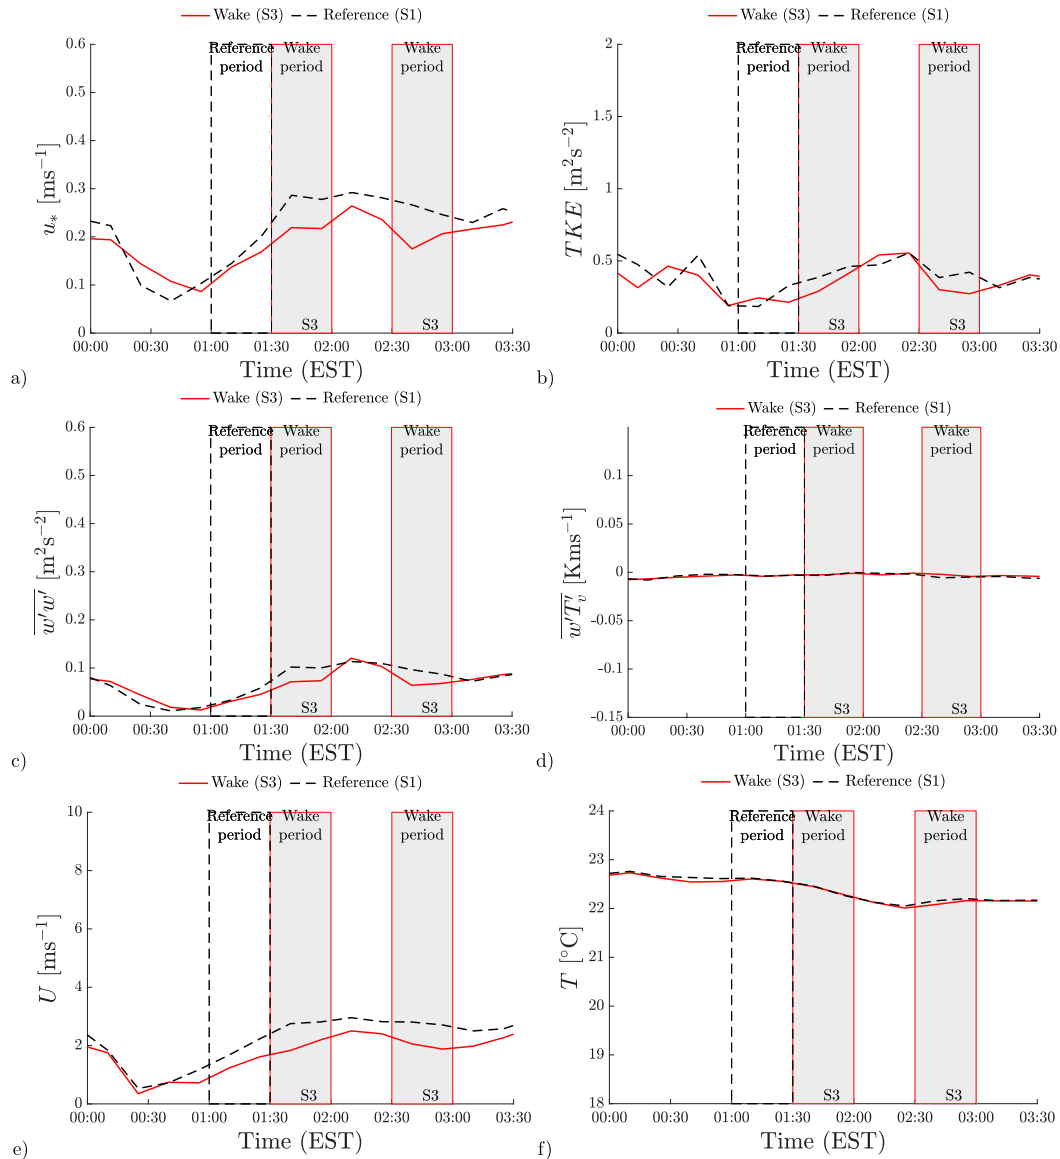 Wake (S3) Reference (S1)
0.6
0.5
0.4
0.3
0.2
0.1
0
u* [ms−1]
Reference period
Wake period
Wake period
S3
S3
00:00 00:30 01:00 01:30 02:00 02:30 03:00 03:30
Time (EST)
a)
Wake (S3) Reference (S1)
2
1.5
1
0.5
0
TKE [m2s−2]
Reference period
Wake period
Wake period
S3
S3
00:00 00:30 01:00 01:30 02:00 02:30 03:00 03:30
Time (EST)
b)
Wake (S3) Reference (S1)
0.6
0.5
0.4
0.3
0.2
0.1
0
w′w′ [m2s−2]
Reference period
Wake period
Wake period
S3
S3
00:00 00:30 01:00 01:30 02:00 02:30 03:00 03:30
Time (EST)
c)
Wake (S3) Reference (S1)
0.1
0.05
0
-0.05
-0.1
-0.15
w′T′v [Kms−1]
Reference period
Wake period
Wake period
S3
S3
00:00 00:30 01:00 01:30 02:00 02:30 03:00 03:30
Time (EST)
d)
Wake (S3) Reference (S1)
10
8
6
4
2
0
U [ms−1]
Reference period
Wake period
Wake period
S3
S3
00:00 00:30 01:00 01:30 02:00 02:30 03:00 03:30
Time (EST)
e)
Wake (S3) Reference (S1)
24
23
22
21
20
19
18
T [°C]
Reference period
Wake period
Wake period
S3
S3
00:00 00:30 01:00 01:30 02:00 02:30 03:00 03:30
Time (EST)
f)